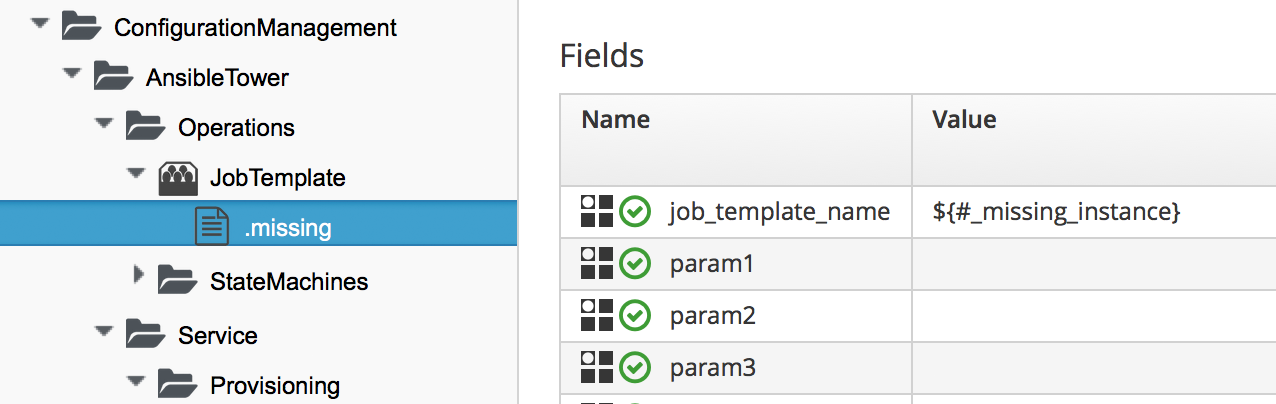 ConfigurationManagement
AnsibleTower
Operations
JobTemplate
.missing
StateMachines
Service
Provisioning
Fields
Name Value
job_template_name ${#_missing_instance}
param1
param2
param3